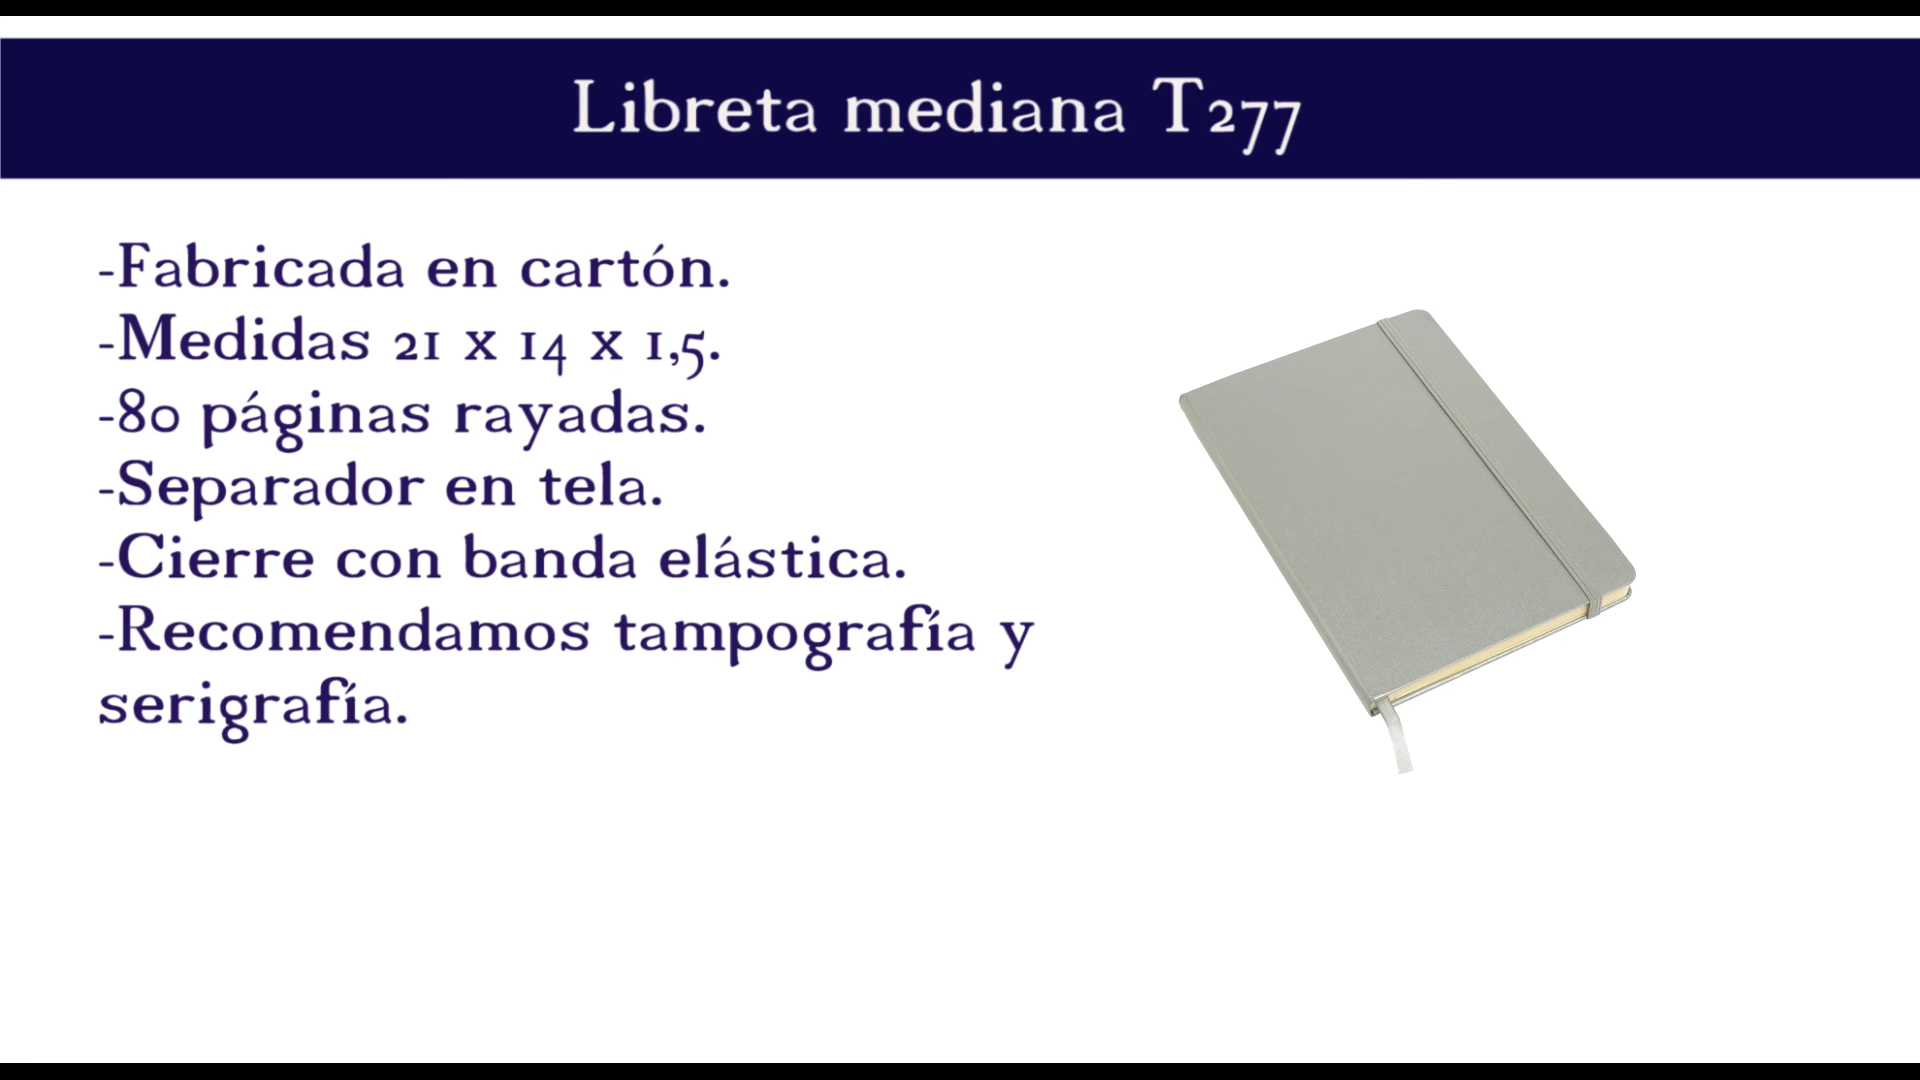 Libreta mediana T277
-Fabricada en cartón.
-Medidas 21 x 14 x 1,5.
-80 páginas rayadas.
-Separador en tela.
-Cierre con banda elástica.
-Recomendamos tampografía y
serigrafía.